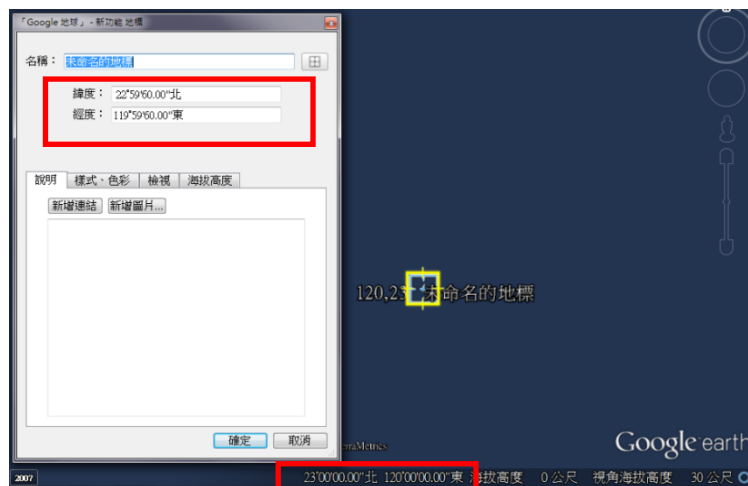 「Google 地球」 - 新功能 地標
名稱： 未命名的地標
緯度： 22°59'60.00"北
經度： 119°59'60.00"東
說明 樣式、色彩 檢視 海拔高度
新增連結 新增圖片...
120,23 未命名的地標
確定 取消
Google earth
2007
23°00'00.00"北 120°00'00.00"東 海拔高度 0 公尺 視角海拔高度 30 公尺